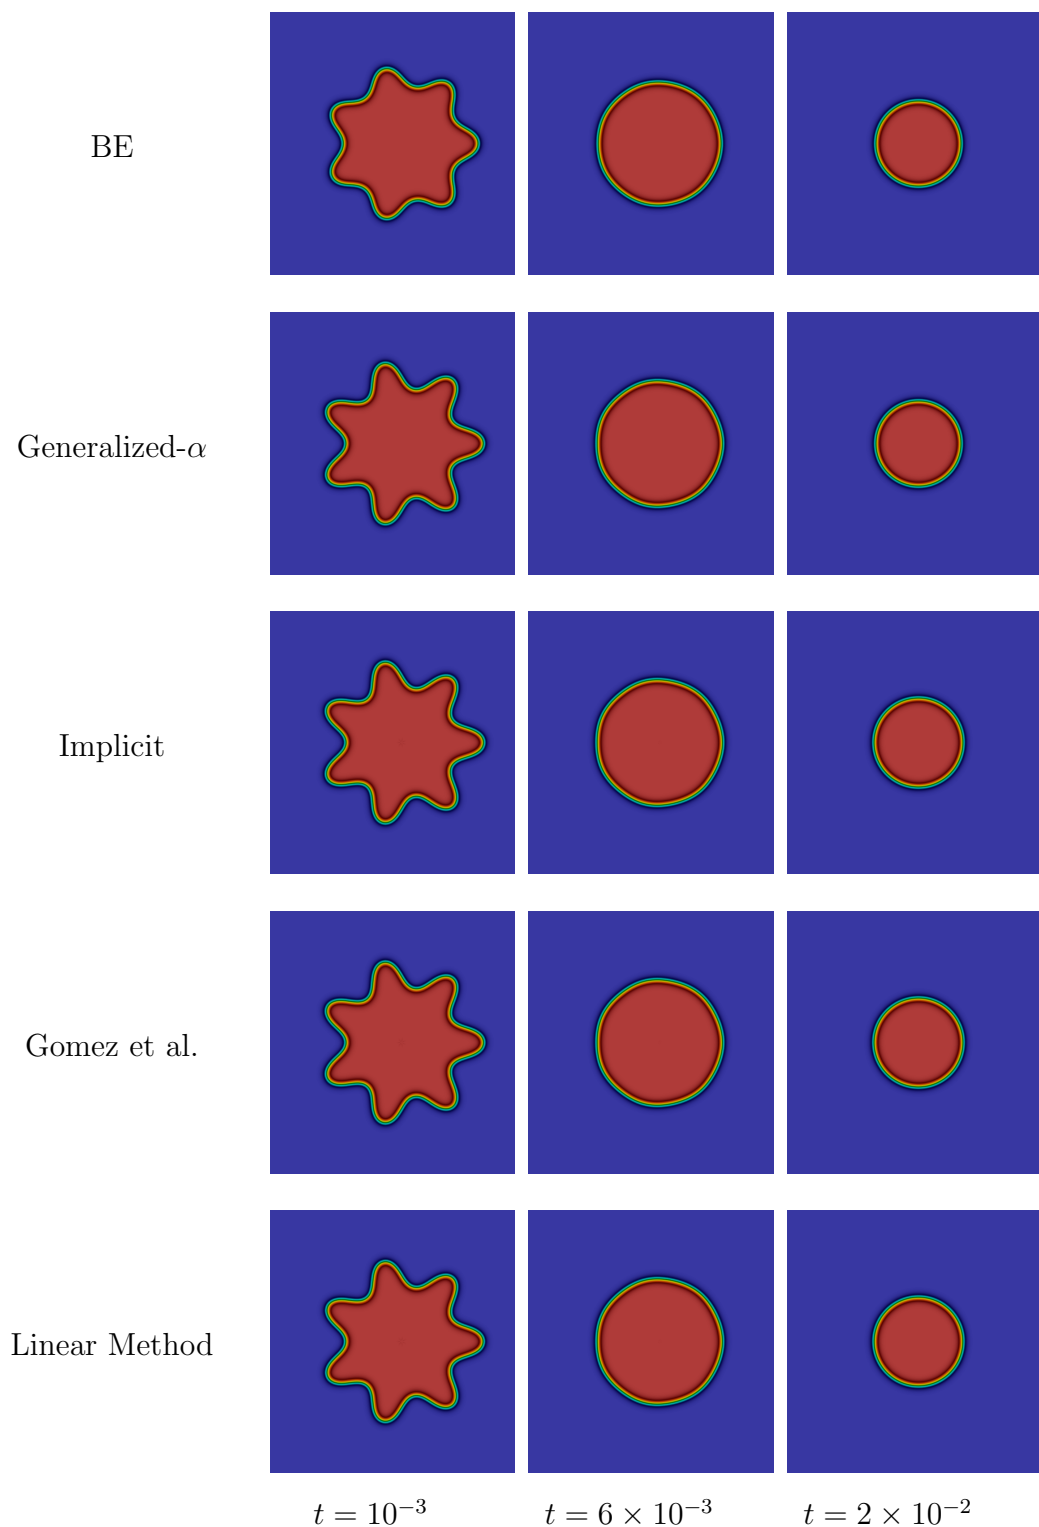 BE
Generalized-α
Implicit
Gomez et al.
Linear Method
t = 10⁻³ t = 6 × 10⁻³ t = 2 × 10⁻²